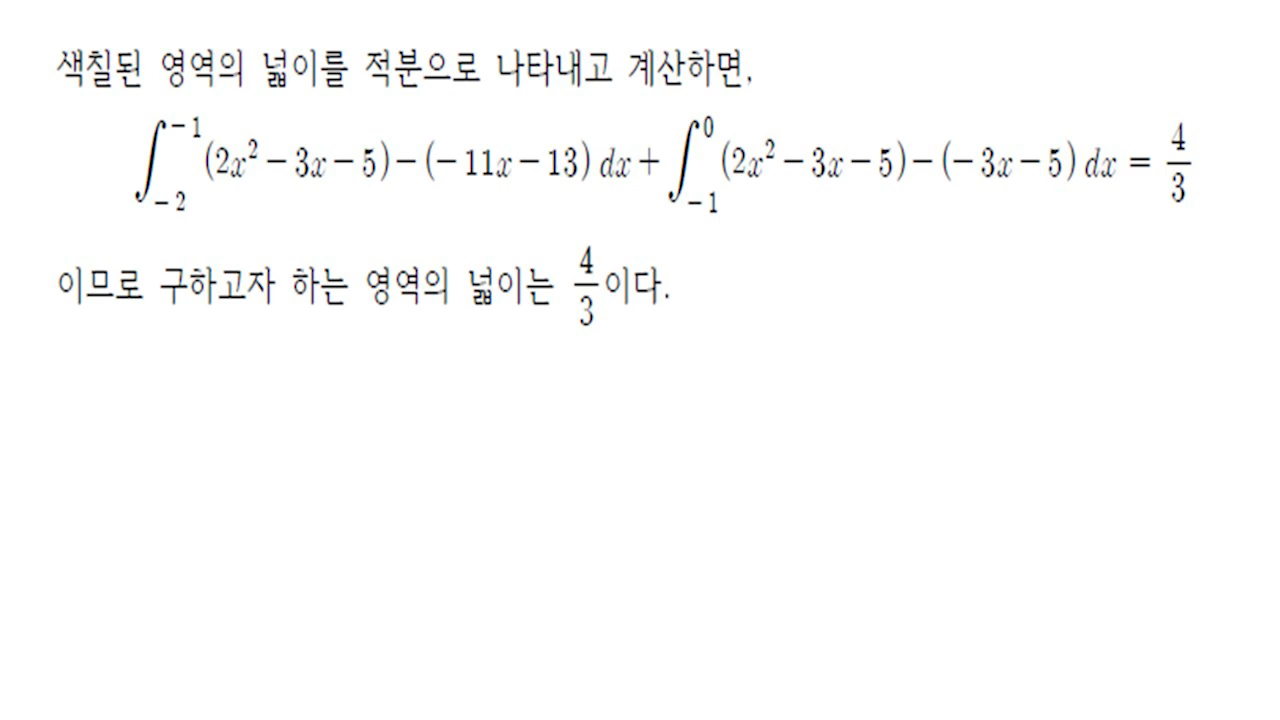 색칠된 영역의 넓이를 적분으로 나타내고 계산하면,
∫_{-2}^{-1} (2x² - 3x - 5) - (-11x - 13) dx + ∫_{-1}^{0} (2x² - 3x - 5) - (-3x - 5) dx = 4/3
이므로 구하고자 하는 영역의 넓이는 4/3이다.